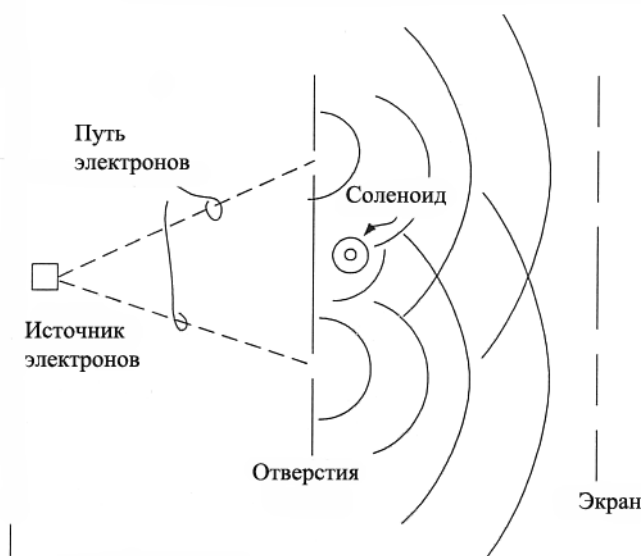 Путь
электронов
Соленоид
Источник
электронов
Отверстия
Экран